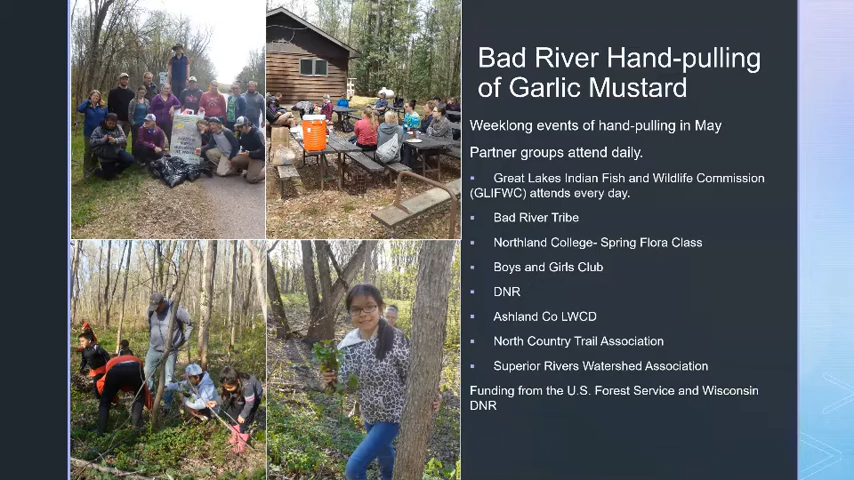 Bad River Hand-pulling
of Garlic Mustard
Weeklong events of hand-pulling in May
Partner groups attend daily.
▪ Great Lakes Indian Fish and Wildlife Commission
(GLIFWC) attends every day.
▪ Bad River Tribe
▪ Northland College- Spring Flora Class
▪ Boys and Girls Club
▪ DNR
▪ Ashland Co LWCD
▪ North Country Trail Association
▪ Superior Rivers Watershed Association
Funding from the U.S. Forest Service and Wisconsin
DNR